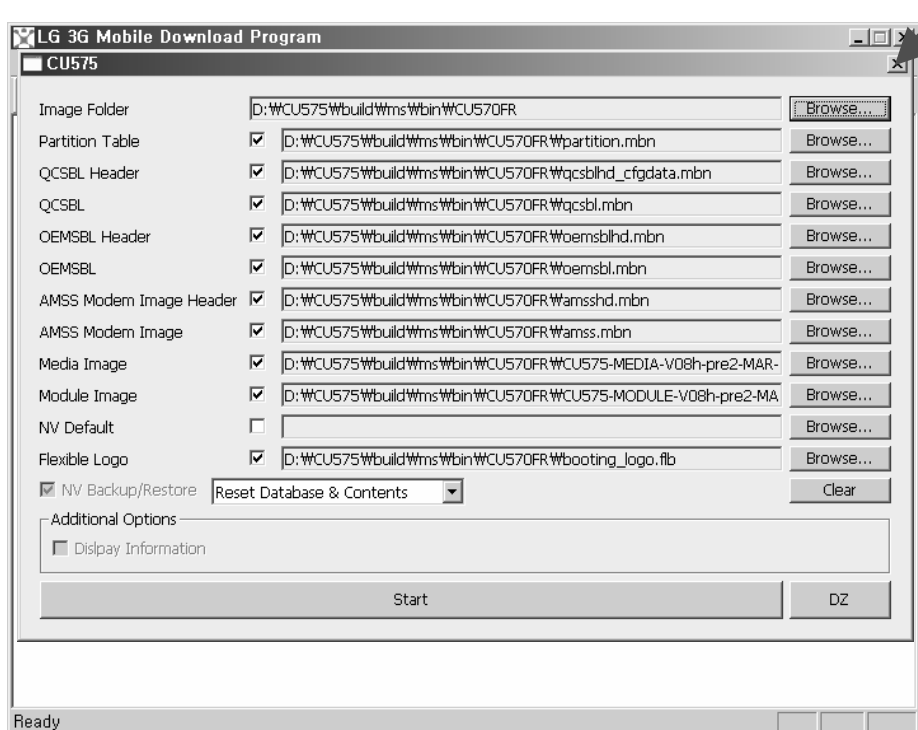 LG 3G Mobile Download Program
CU575
Image Folder D:₩CU575₩build₩ms₩bin₩CU570FR Browse...
Partition Table D:₩CU575₩build₩ms₩bin₩CU570FR₩partition.mbn Browse...
QCSBL Header D:₩CU575₩build₩ms₩bin₩CU570FR₩qcsblhd_cfgdata.mbn Browse...
QCSBL D:₩CU575₩build₩ms₩bin₩CU570FR₩qcsbl.mbn Browse...
OEMSBL Header D:₩CU575₩build₩ms₩bin₩CU570FR₩oemsblhd.mbn Browse...
OEMSBL D:₩CU575₩build₩ms₩bin₩CU570FR₩oemsbl.mbn Browse...
AMSS Modem Image Header D:₩CU575₩build₩ms₩bin₩CU570FR₩amsshd.mbn Browse...
AMSS Modem Image D:₩CU575₩build₩ms₩bin₩CU570FR₩amss.mbn Browse...
Media Image D:₩CU575₩build₩ms₩bin₩CU570FR₩CU575-MEDIA-V08h-pre2-MAR- Browse...
Module Image D:₩CU575₩build₩ms₩bin₩CU570FR₩CU575-MODULE-V08h-pre2-MA Browse...
NV Default Browse...
Flexible Logo D:₩CU575₩build₩ms₩bin₩CU570FR₩booting_logo.flb Browse...
NV Backup/Restore Reset Database & Contents Clear
Additional Options
Dislpay Information
Start DZ
Ready